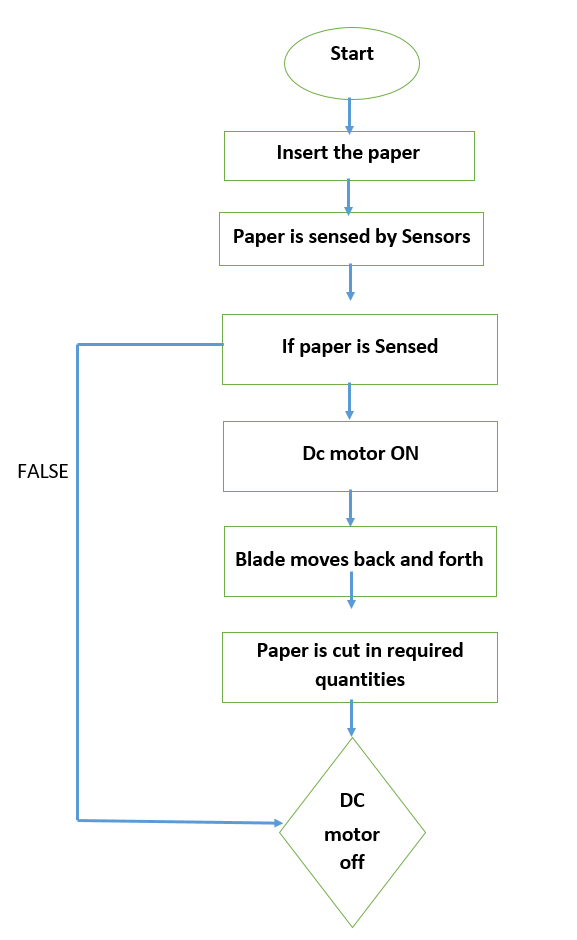 Start
Insert the paper
Paper is sensed by Sensors
If paper is Sensed
FALSE
Dc motor ON
Blade moves back and forth
Paper is cut in required
quantities
DC
motor
off